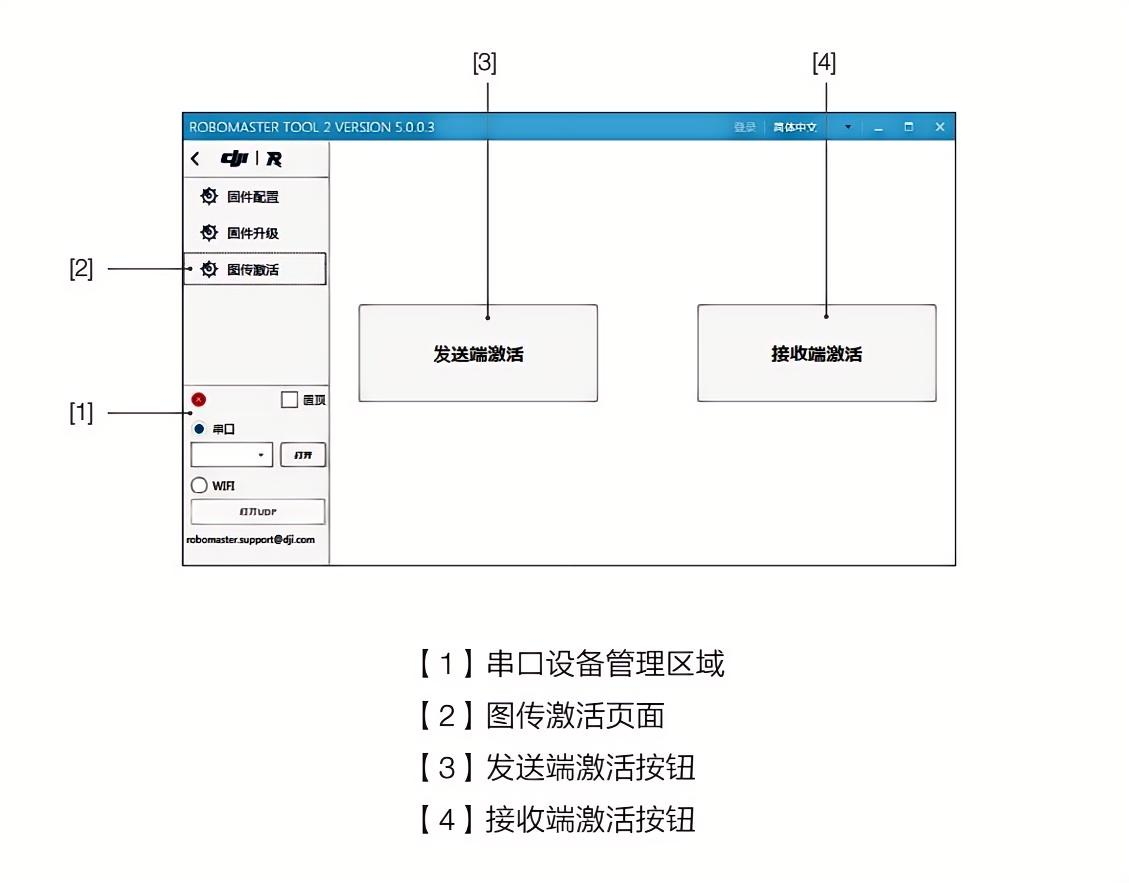 [3]
[4]
ROBOMASTER TOOL 2 VERSION 5.0.0.3
登录
简体中文
dji R
固件配置
固件升级
[2]
图传激活
发送端激活
接收端激活
[1]
置顶
串口
打开
WIFI
打开UDP
robomaster.support@dji.com
【1】串口设备管理区域
【2】图传激活页面
【3】发送端激活按钮
【4】接收端激活按钮